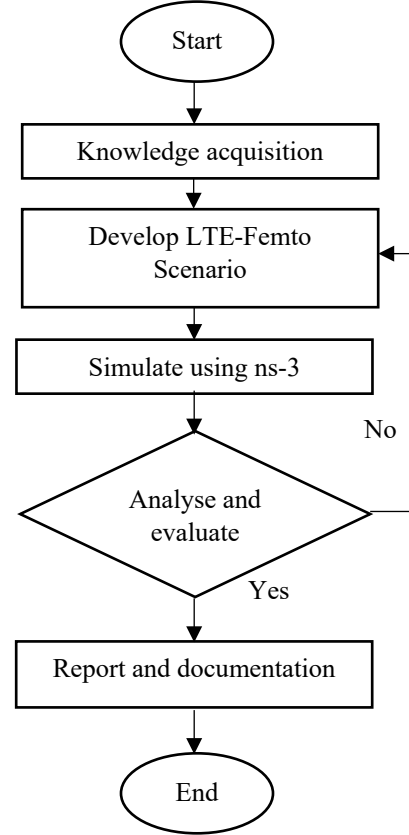 Start
Knowledge acquisition
Develop LTE-Femto
Scenario
Simulate using ns-3
No
Analyse and
evaluate
Yes
Report and documentation
End